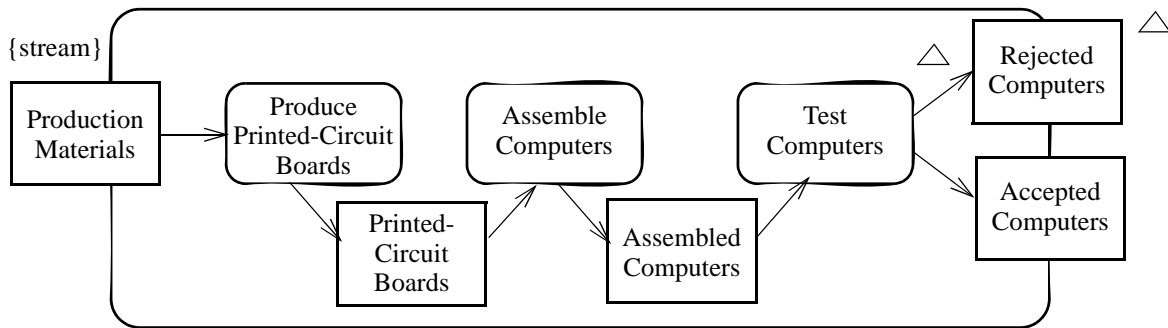 {stream}
Production
Materials
Produce
Printed-Circuit
Boards
Printed-
Circuit
Boards
Assemble
Computers
Assembled
Computers
Test
Computers
Rejected
Computers
Accepted
Computers